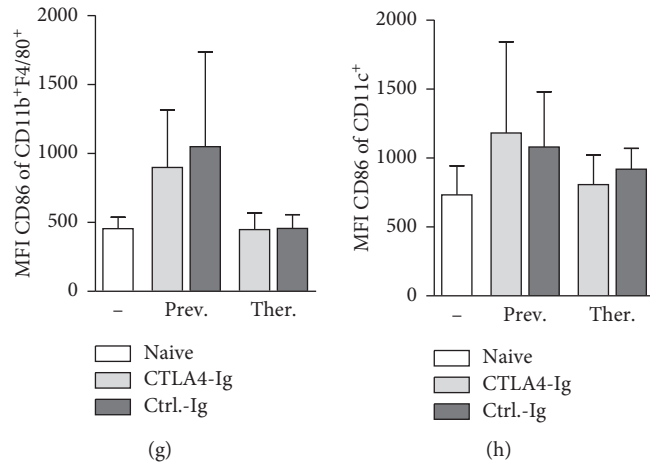 MFI CD86 of CD11b⁺F4/80⁺
2000
1500
1000
500
0
–
Prev.
Ther.
Naive
CTLA4-Ig
Ctrl.-Ig
(g)
MFI CD86 of CD11c⁺
2000
1500
1000
500
0
–
Prev.
Ther.
Naive
CTLA4-Ig
Ctrl.-Ig
(h)